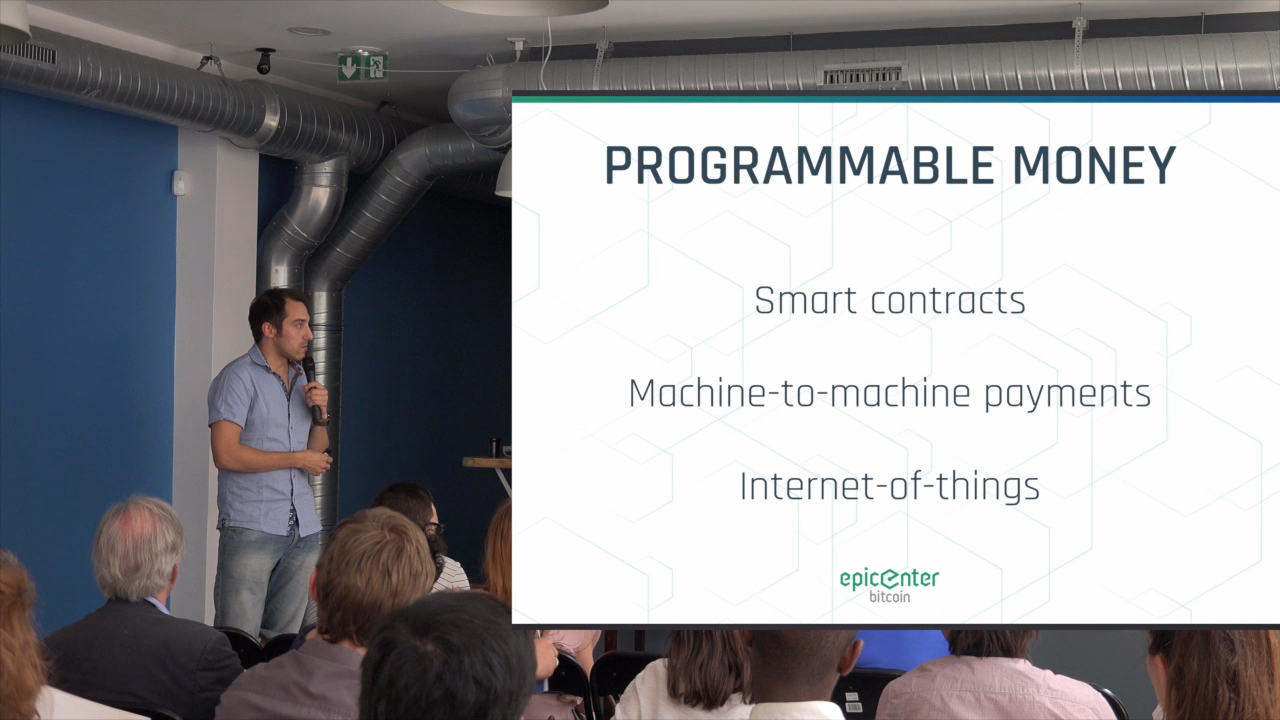 PROGRAMMABLE MONEY
Smart contracts
Machine-to-machine payments
Internet-of-things
epicenter
bitcoin